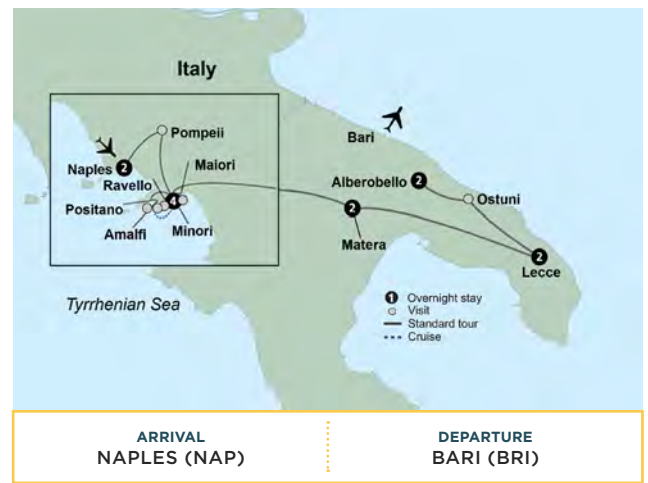 Italy
Pompeii
Bari
Naples 2
Maiori
Ravello
Alberobello 2
Ostuni
Positano
4
2
Amalfi
Minori
Matera
2
Lecce
Tyrrhenian Sea
1 Overnight stay
Visit
Standard tour
Cruise
ARRIVAL
NAPLES (NAP)
DEPARTURE
BARI (BRI)